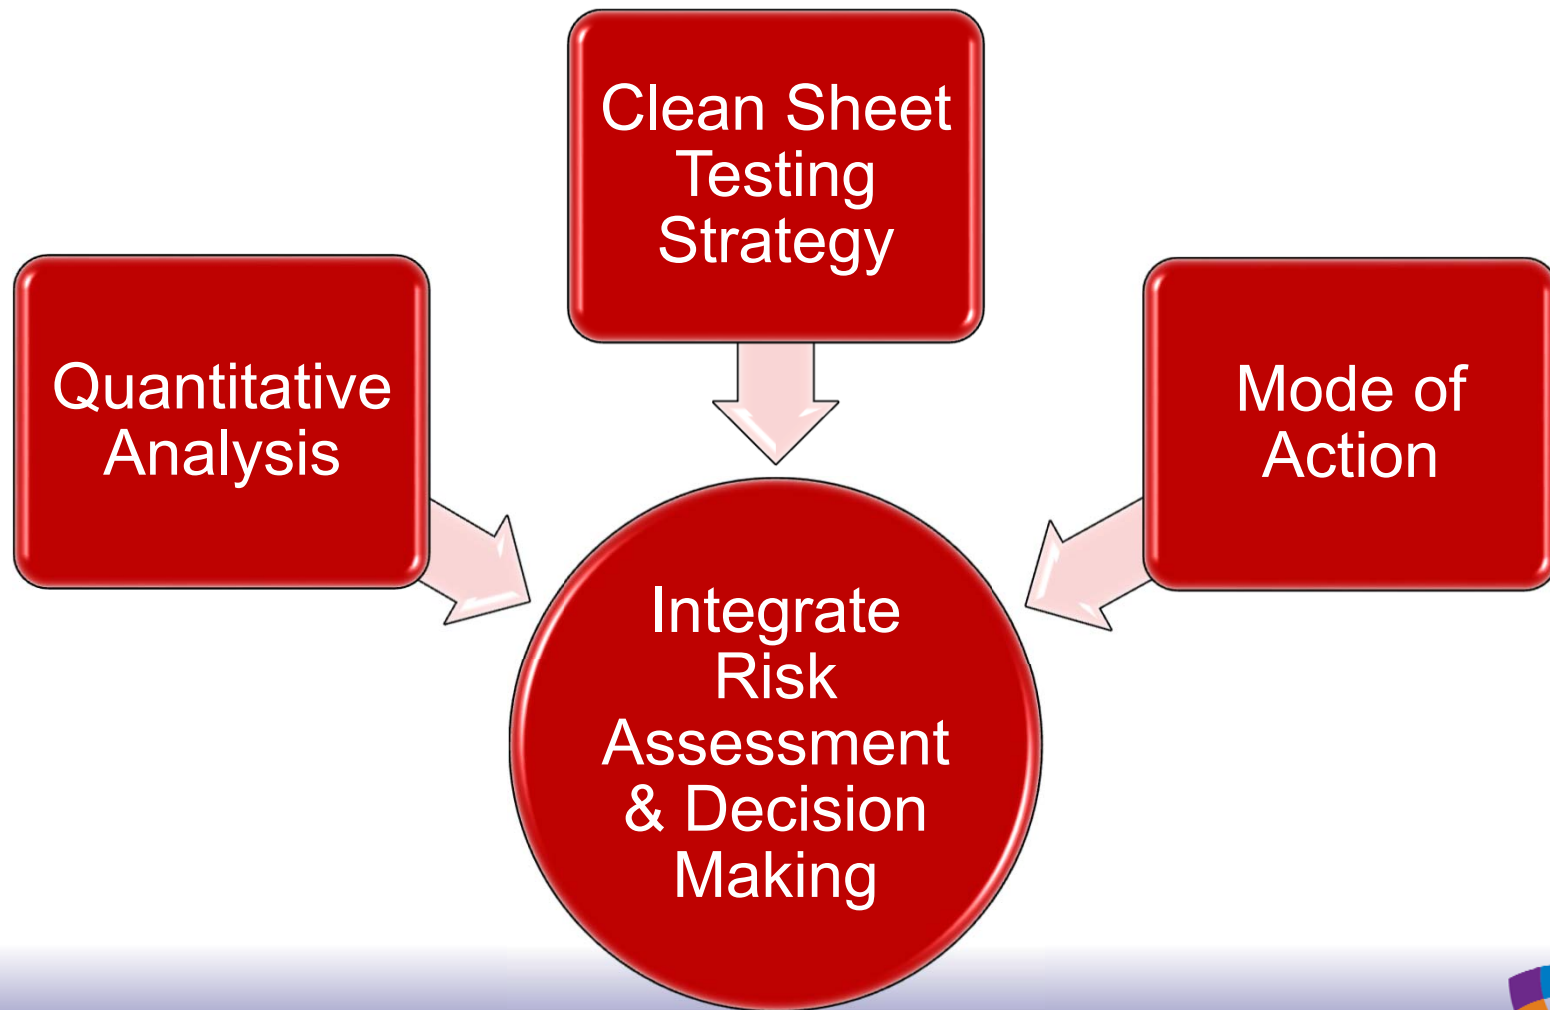 Clean Sheet
Testing
Strategy
Quantitative
Analysis
Mode of
Action
Integrate
Risk
Assessment
& Decision
Making